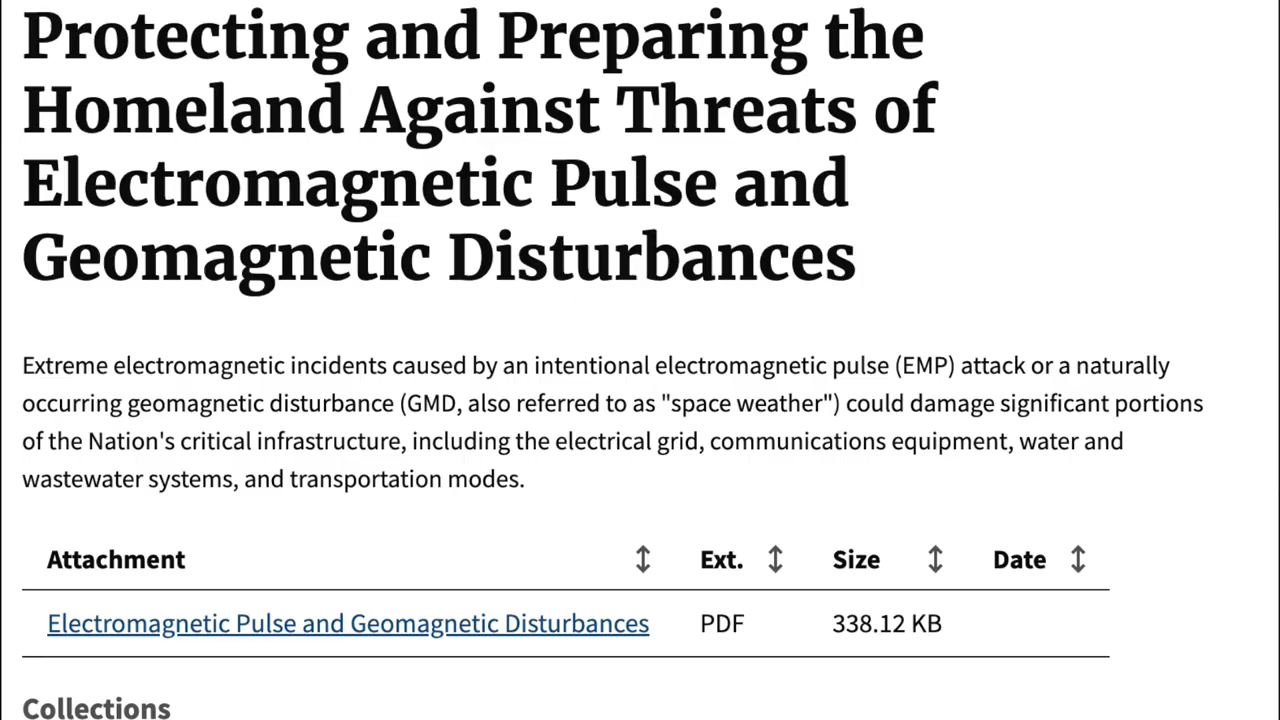 Protecting and Preparing the
Homeland Against Threats of
Electromagnetic Pulse and
Geomagnetic Disturbances
Extreme electromagnetic incidents caused by an intentional electromagnetic pulse (EMP) attack or a naturally
occurring geomagnetic disturbance (GMD, also referred to as "space weather") could damage significant portions
of the Nation's critical infrastructure, including the electrical grid, communications equipment, water and
wastewater systems, and transportation modes.
Attachment Ext. Size Date
Electromagnetic Pulse and Geomagnetic Disturbances PDF 338.12 KB
Collections